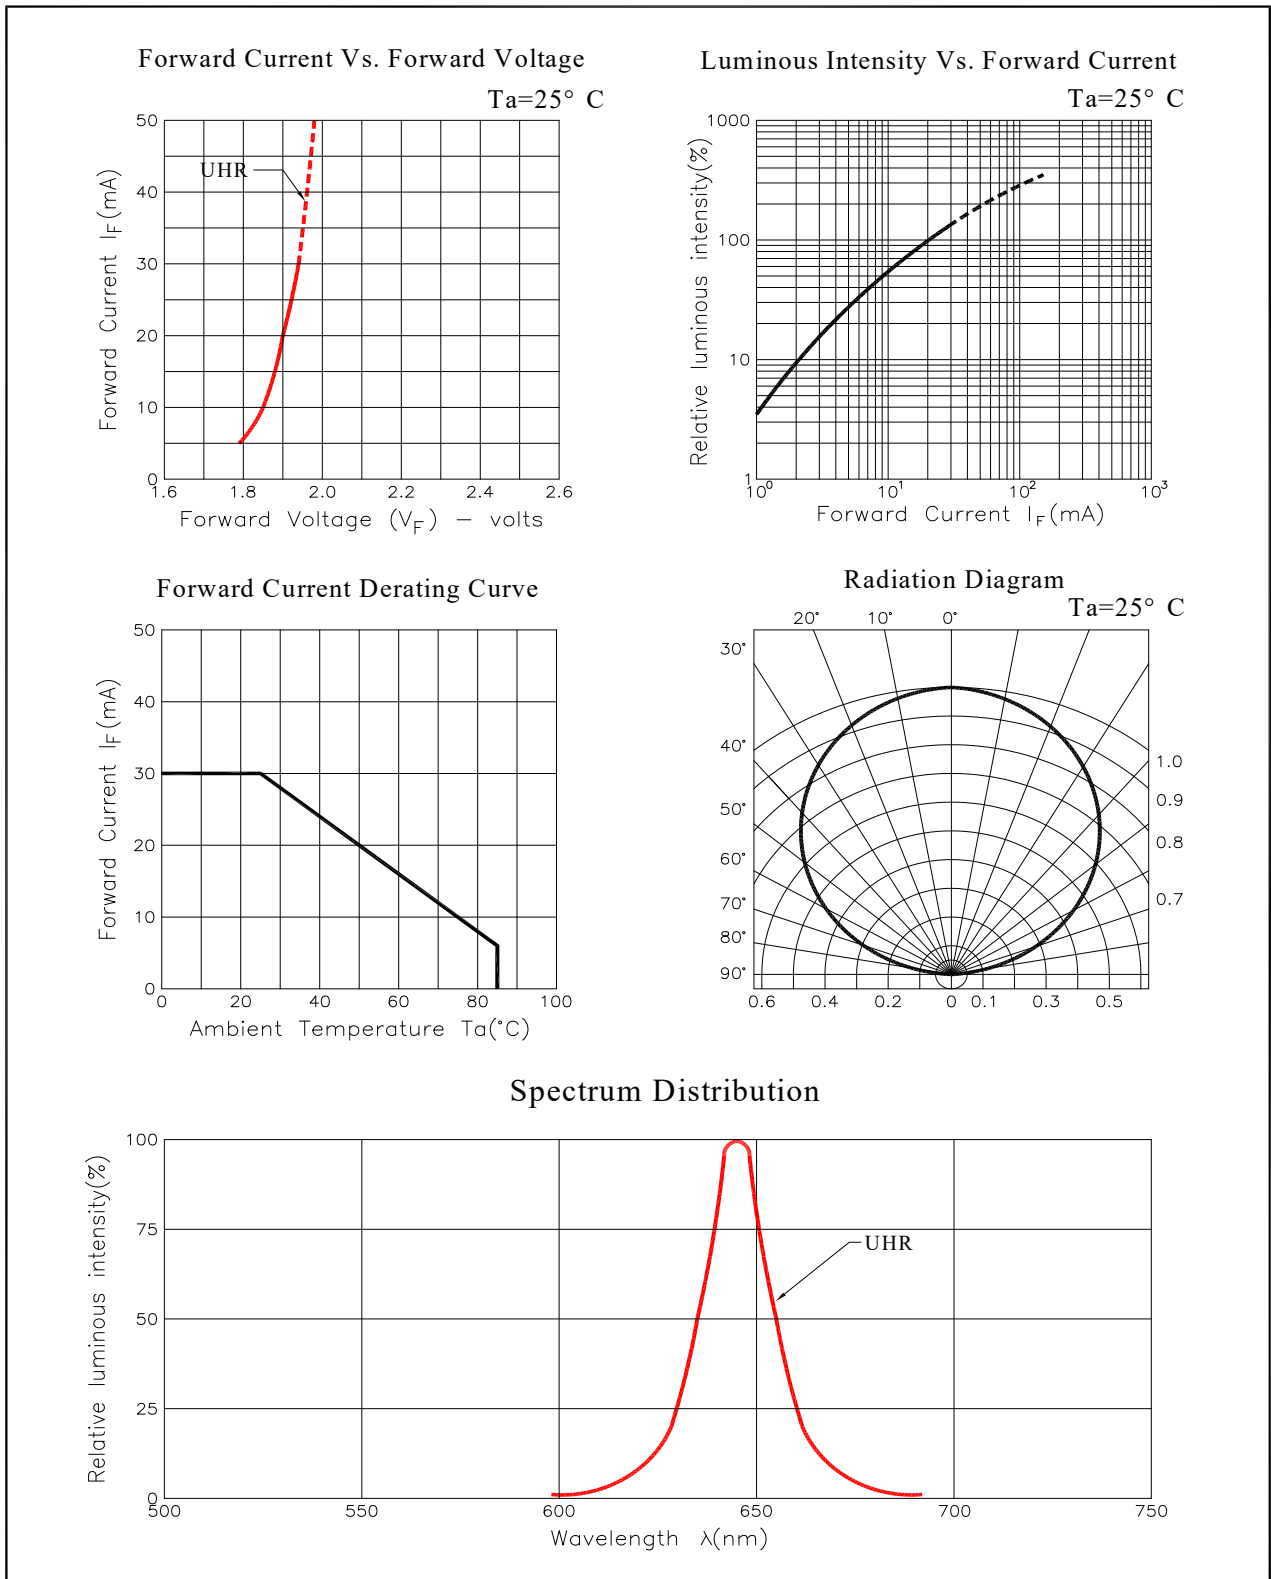 Forward Current Vs. Forward Voltage
Ta=25° C
50
40
30
20
10
0
UHR
Forward Current IF(mA)
1.6 1.8 2.0 2.2 2.4 2.6
Forward Voltage (VF) – volts
Luminous Intensity Vs. Forward Current
Ta=25° C
1000
100
10
1
Relative luminous intensity(%)
10⁰ 10¹ 10² 10³
Forward Current IF(mA)
Forward Current Derating Curve
50
40
30
20
10
0
Forward Current IF(mA)
0 20 40 60 80 100
Ambient Temperature Ta(°C)
Radiation Diagram
Ta=25° C
20° 10° 0°
30°
40°
50°
60°
70°
80°
90°
1.0
0.9
0.8
0.7
0.6 0.4 0.2 0 0.1 0.3 0.5
Spectrum Distribution
100
75
50
25
0
Relative luminous intensity(%)
UHR
500 550 600 650 700 750
Wavelength λ(nm)